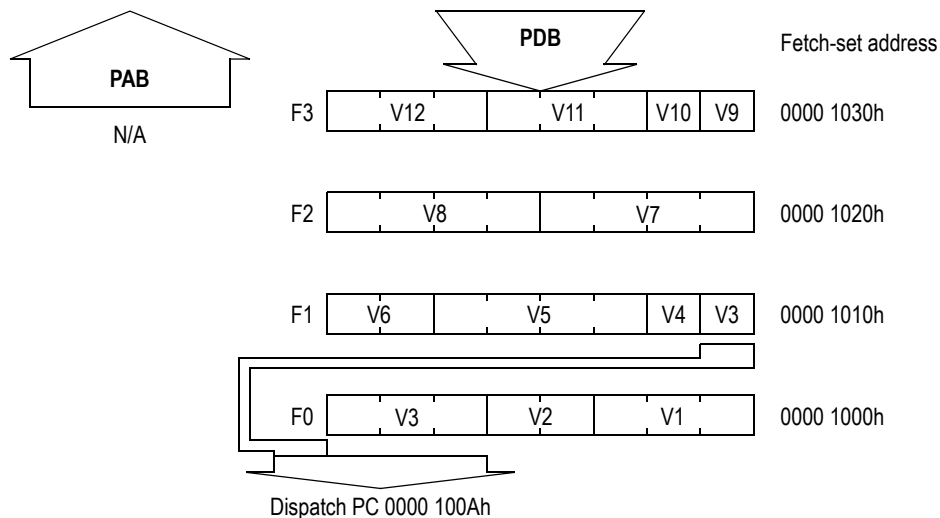 PDB
Fetch-set address
PAB
N/A
F3 V12 V11 V10 V9 0000 1030h
F2 V8 V7 0000 1020h
F1 V6 V5 V4 V3 0000 1010h
F0 V3 V2 V1 0000 1000h
Dispatch PC 0000 100Ah